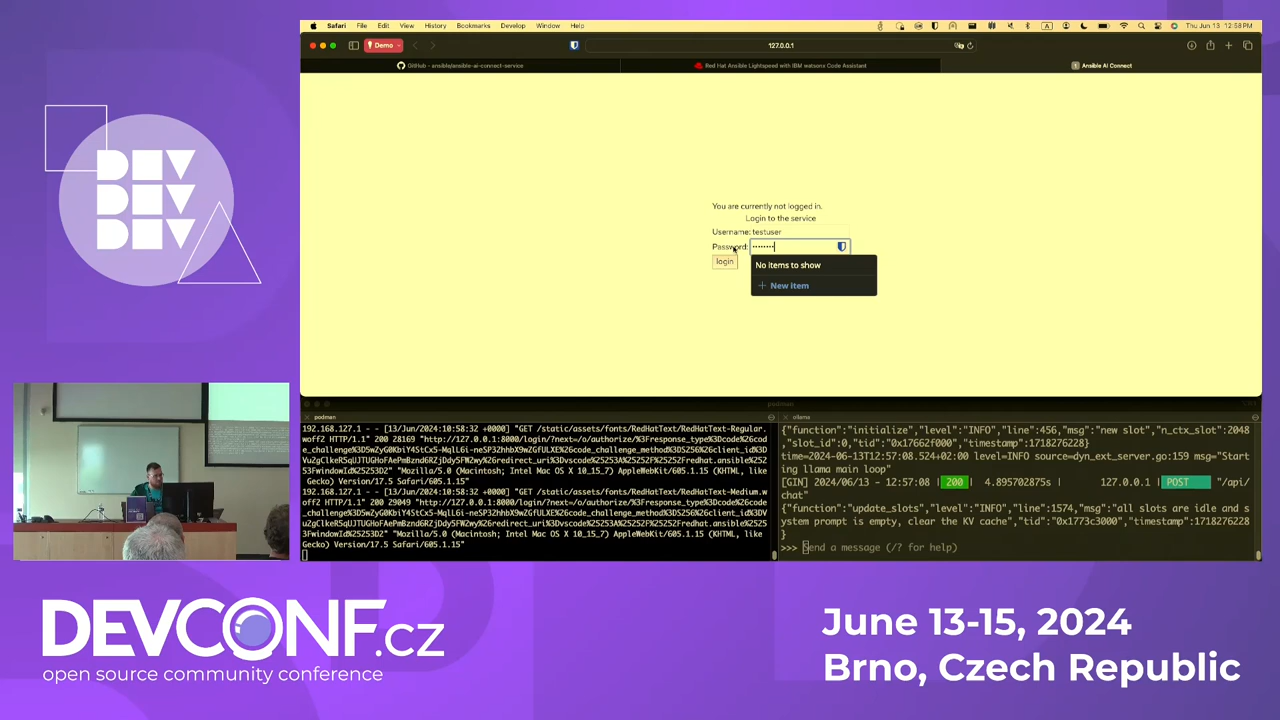 Safari File Edit View History Bookmarks Develop Window Help
A
Thu Jun 13 12:58 PM
Demo
127.0.0.1
GitHub - ansible/ansible-ai-connect-service
Red Hat Ansible Lightspeed with IBM watsonx Code Assistant
1 Ansible AI Connect
DEV
DEV
DEV
You are currently not logged in.
Login to the service
Username: testuser
Password: ········
login
No items to show
+ New item
podman
podman
192.168.127.1 - - [13/Jun/2024:10:58:32 +0000] "GET /static/assets/fonts/RedHatText/RedHatText-Regular.
woff2 HTTP/1.1" 200 28169 "http://127.0.0.1:8000/login/?next=/o/authorize/%3Fresponse_type%3Dcode%26cod
192.168.127.1 - - [13/Jun/2024:10:58:32 +0000] "GET /static/assets/fonts/RedHatText/RedHatText-Medium.w
off2 HTTP/1.1" 200 29049 "http://127.0.0.1:8000/login/?next=/o/authorize/%3Fresponse_type%3Dcode%26code
Gecko) Version/17.5 Safari/605.1.15"
ollama
{"function":"initialize","level":"INFO","line":456,"msg":"new slot","n_ctx_slot":2048
,"slot_id":0,"tid":"0x17662f000","timestamp":1718276228}
time=2024-06-13T12:57:08.524+02:00 level=INFO source=dyn_ext_server.go:159 msg="Start
ing llama main loop"
[GIN] 2024/06/13 - 12:57:08 | 200 | 4.895702875s | 127.0.0.1 | POST "/api/
chat"
{"function":"update_slots","level":"INFO","line":1574,"msg":"all slots are idle and s
ystem prompt is empty, clear the KV cache","tid":"0x1773c3000","timestamp":1718276228
}
>>> Send a message (/? for help)
DEVCONF.cz
open source community conference
June 13-15, 2024
Brno, Czech Republic